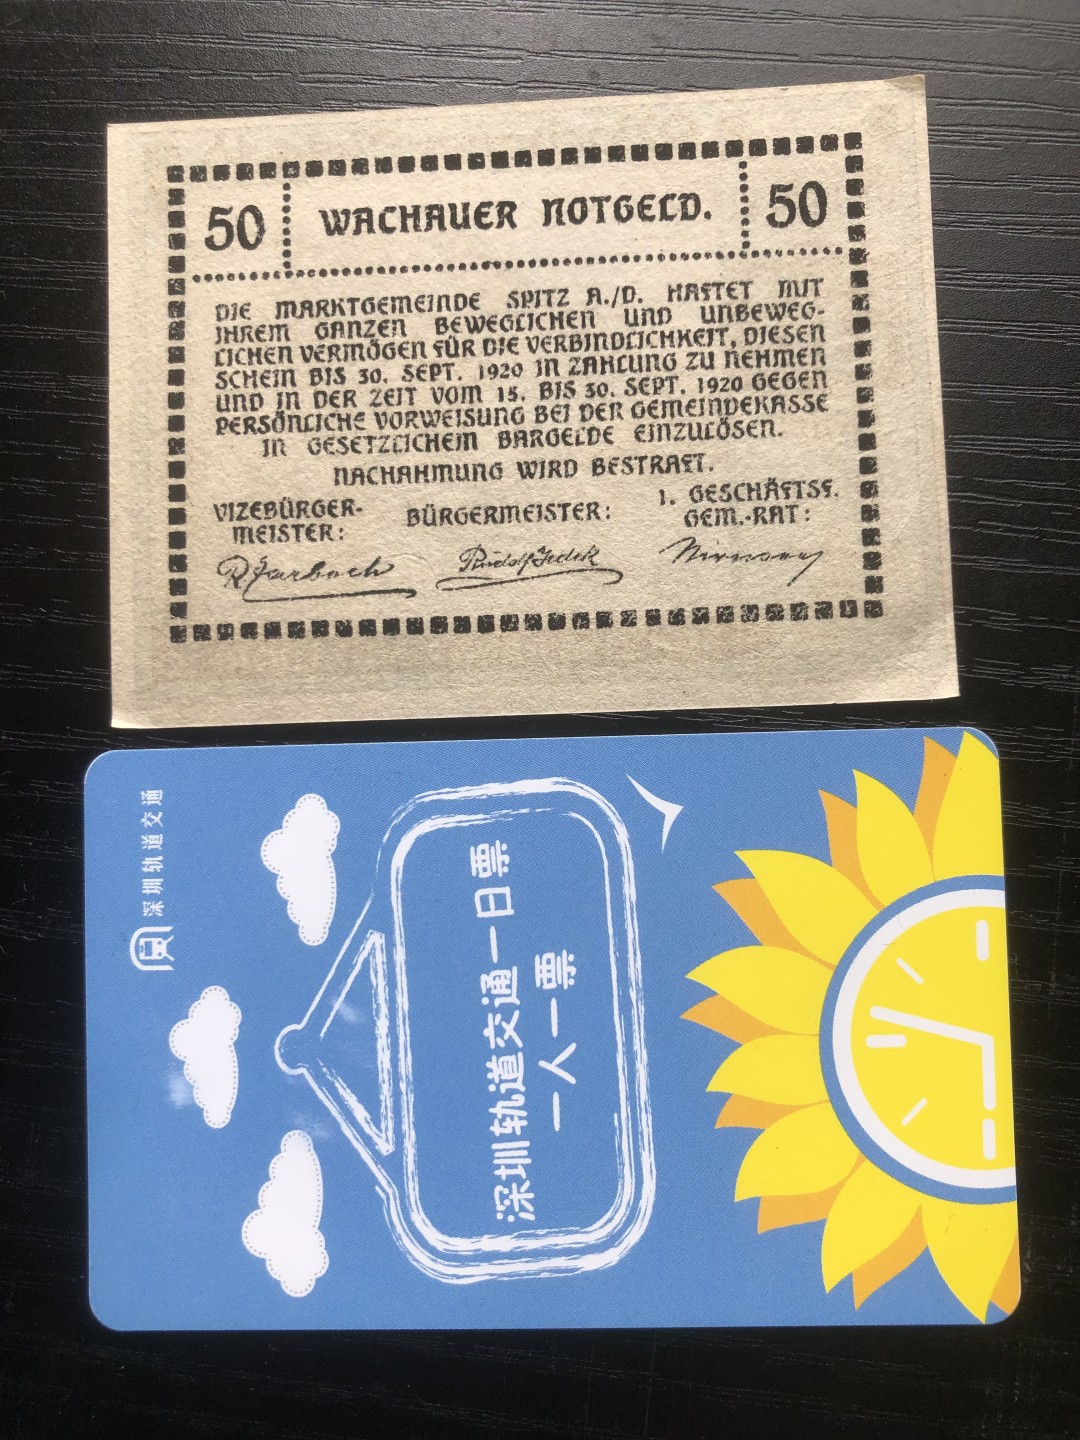 50 WACHAUER NOTGELD. 50
DIE MARKTGEMEINDE SPITZ A./D. HAFTET MIT
IHREM GANZEN BEWEGLICHEN UND UNBEWEG-
LICHEN VERMÖGEN FÜR DIE VERBINDLICHKEIT, DIESEN
SCHEIN BIS 30. SEPT. 1920 IN ZAHLUNG ZU NEHMEN
UND IN DER ZEIT VOM 15. BIS 30. SEPT. 1920 GEGEN
PERSÖNLICHE VORWEISUNG BEI DER GEMEINDEKASSE
IN GESETZLICHEM BARGELDE EINZULÖSEN.
NACHAHMUNG WIRD BESTRAFT.
VIZEBÜRGER-
MEISTER:
BÜRGERMEISTER:
1. GESCHÄFTSF.
GEM.-RAT:
深圳轨道交通
深圳轨道交通一日票
一人一票